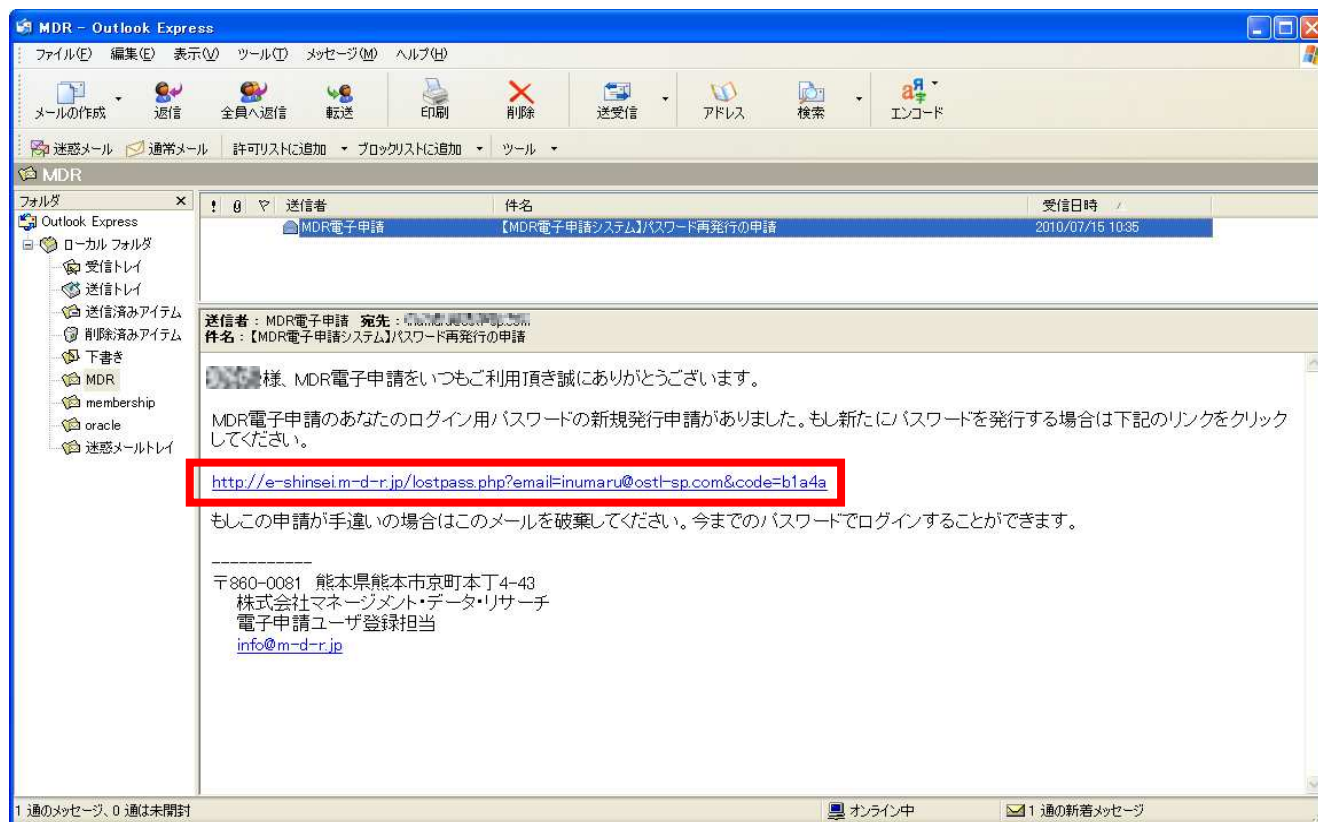 MDR - Outlook Express
ファイル(F) 編集(E) 表示(V) ツール(T) メッセージ(M) ヘルプ(H)
メールの作成 返信 全員へ返信 転送 印刷 削除 送受信 アドレス 検索 エンコード
迷惑メール 通常メール 許可リストに追加 ブロックリストに追加 ツール
MDR
フォルダ
Outlook Express
ローカル フォルダ
受信トレイ
送信トレイ
送信済みアイテム
削除済みアイテム
下書き
MDR
membership
oracle
迷惑メールトレイ
! 送信者 件名 受信日時
MDR電子申請 【MDR電子申請システム】パスワード再発行の申請 2010/07/15 10:35
送信者：MDR電子申請 宛先：
件名：【MDR電子申請システム】パスワード再発行の申請
様、MDR電子申請をいつもご利用頂き誠にありがとうございます。
MDR電子申請のあなたのログイン用パスワードの新規発行申請がありました。もし新たにパスワードを発行する場合は下記のリンクをクリック
してください。
http://e-shinsei.m-d-r.jp/lostpass.php?email=inumaru@ostl-sp.com&code=b1a4a
もしこの申請が手違いの場合はこのメールを破棄してください。今までのパスワードでログインすることができます。
-----------
〒860-0081 熊本県熊本市京町本丁4-43
株式会社マネージメント・データ・リサーチ
電子申請ユーザ登録担当
info@m-d-r.jp
1 通のメッセージ、0 通は未開封 オンライン中 1 通の新着メッセージ